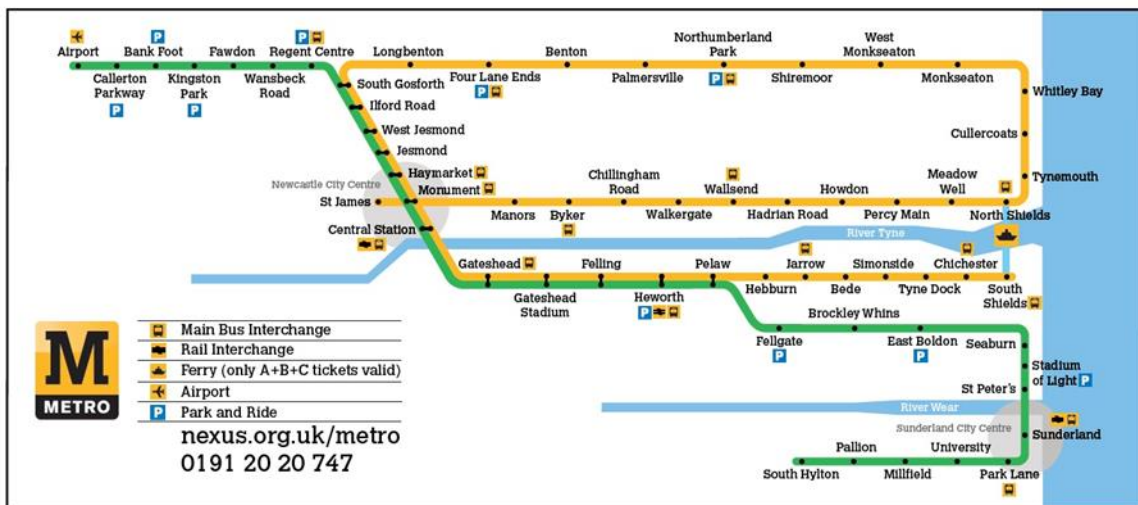 Airport
Callerton
Parkway
Bank Foot
Kingston
Park
Fawdon
Wansbeck
Road
Regent Centre
Longbenton
Four Lane Ends
Benton
Palmersville
Northumberland
Park
Shiremoor
West
Monkseaton
Monkseaton
South Gosforth
Ilford Road
West Jesmond
Jesmond
Haymarket
Newcastle City Centre
Monument
St James
Central Station
Whitley Bay
Cullercoats
Tynemouth
Manors
Byker
Chillingham
Road
Walkergate
Wallsend
Hadrian Road
Howdon
Percy Main
Meadow
Well
North Shields
River Tyne
Gateshead
Gateshead
Stadium
Felling
Heworth
Pelaw
Hebburn
Jarrow
Bede
Simonside
Tyne Dock
Chichester
South
Shields
Fellgate
Brockley Whins
East Boldon
Seaburn
Stadium
of Light
St Peter's
River Wear
Sunderland City Centre
Sunderland
South Hylton
Pallion
Millfield
University
Park Lane
M
METRO
Main Bus Interchange
Rail Interchange
Ferry (only A+B+C tickets valid)
Airport
P Park and Ride
nexus.org.uk/metro
0191 20 20 747